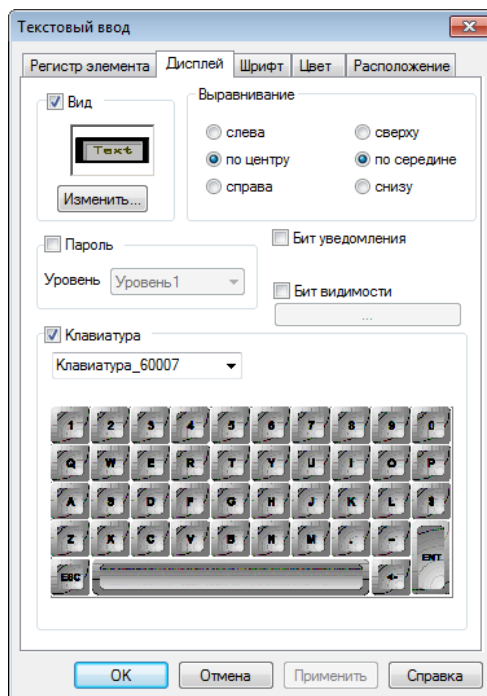 Текстовый ввод
Регистр элемента Дисплей Шрифт Цвет Расположение
Вид
Text
Изменить...
Выравнивание
слева сверху
по центру по середине
справа снизу
Пароль
Уровень Уровень1
Бит уведомления
Бит видимости
...
Клавиатура
Клавиатура_60007
1 2 3 4 5 6 7 8 9 0
Q W E R T Y U I O P
A S D F G H J K L
Z X C V B N M . - ENT.
ESC <-
OK Отмена Применить Справка